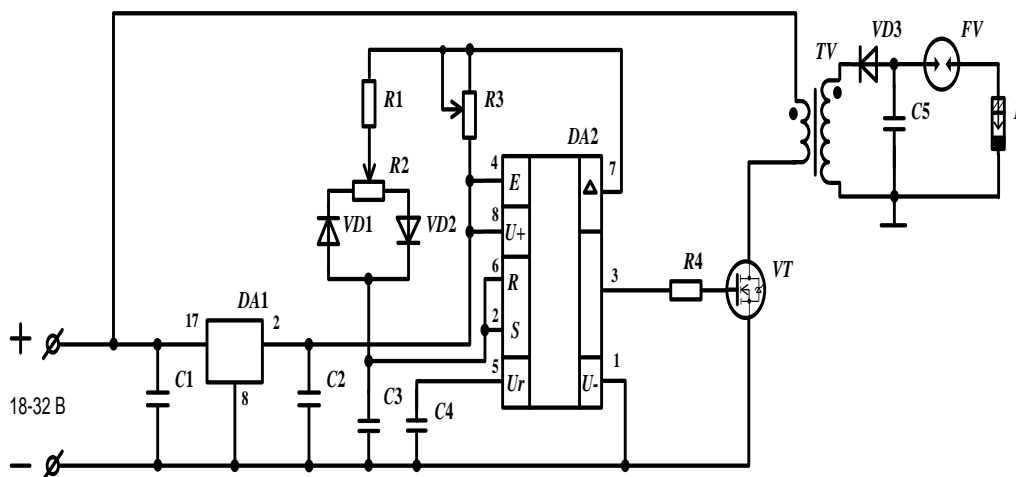 VD3
FV
TV
R1
R3
C5
DA2
4
7
E
R2
8
U+
VD1
VD2
6
R
R4
3
VT
DA1
17
2
2
S
+
5
1
C1
8
C2
C3
C4
Ur
U-
18-32 В
−